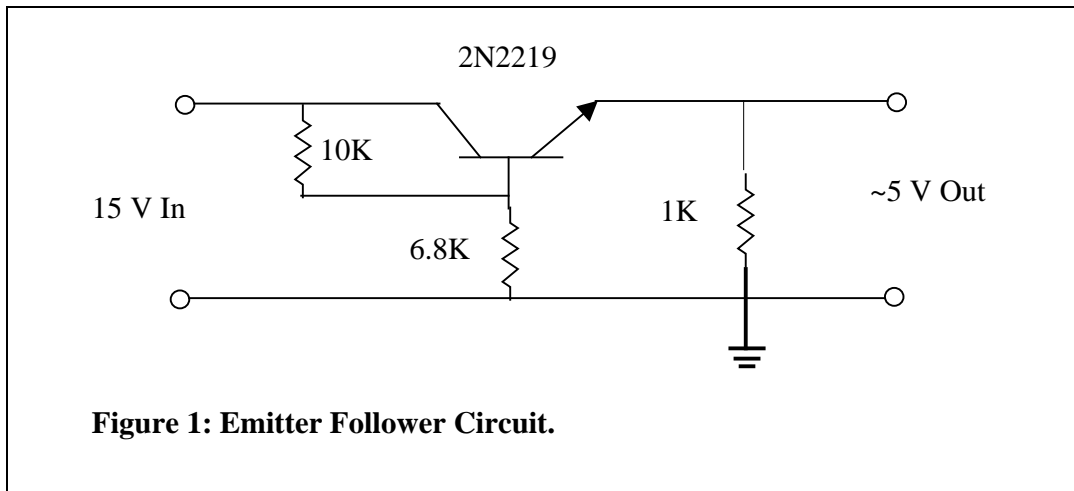 2N2219
10K
15 V In
1K
~5 V Out
6.8K
Figure 1: Emitter Follower Circuit.